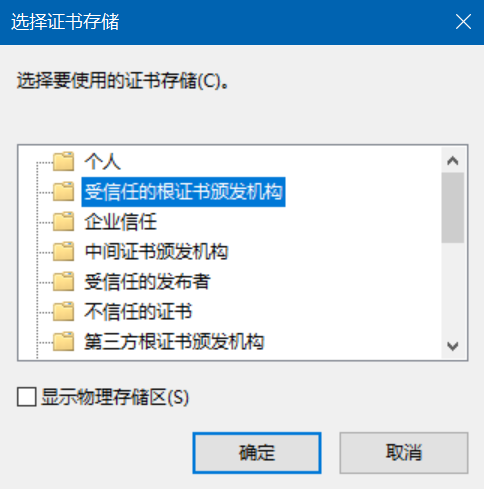 选择证书存储
选择要使用的证书存储(C)。
个人
受信任的根证书颁发机构
企业信任
中间证书颁发机构
受信任的发布者
不信任的证书
第三方根证书颁发机构
显示物理存储区(S)
确定
取消